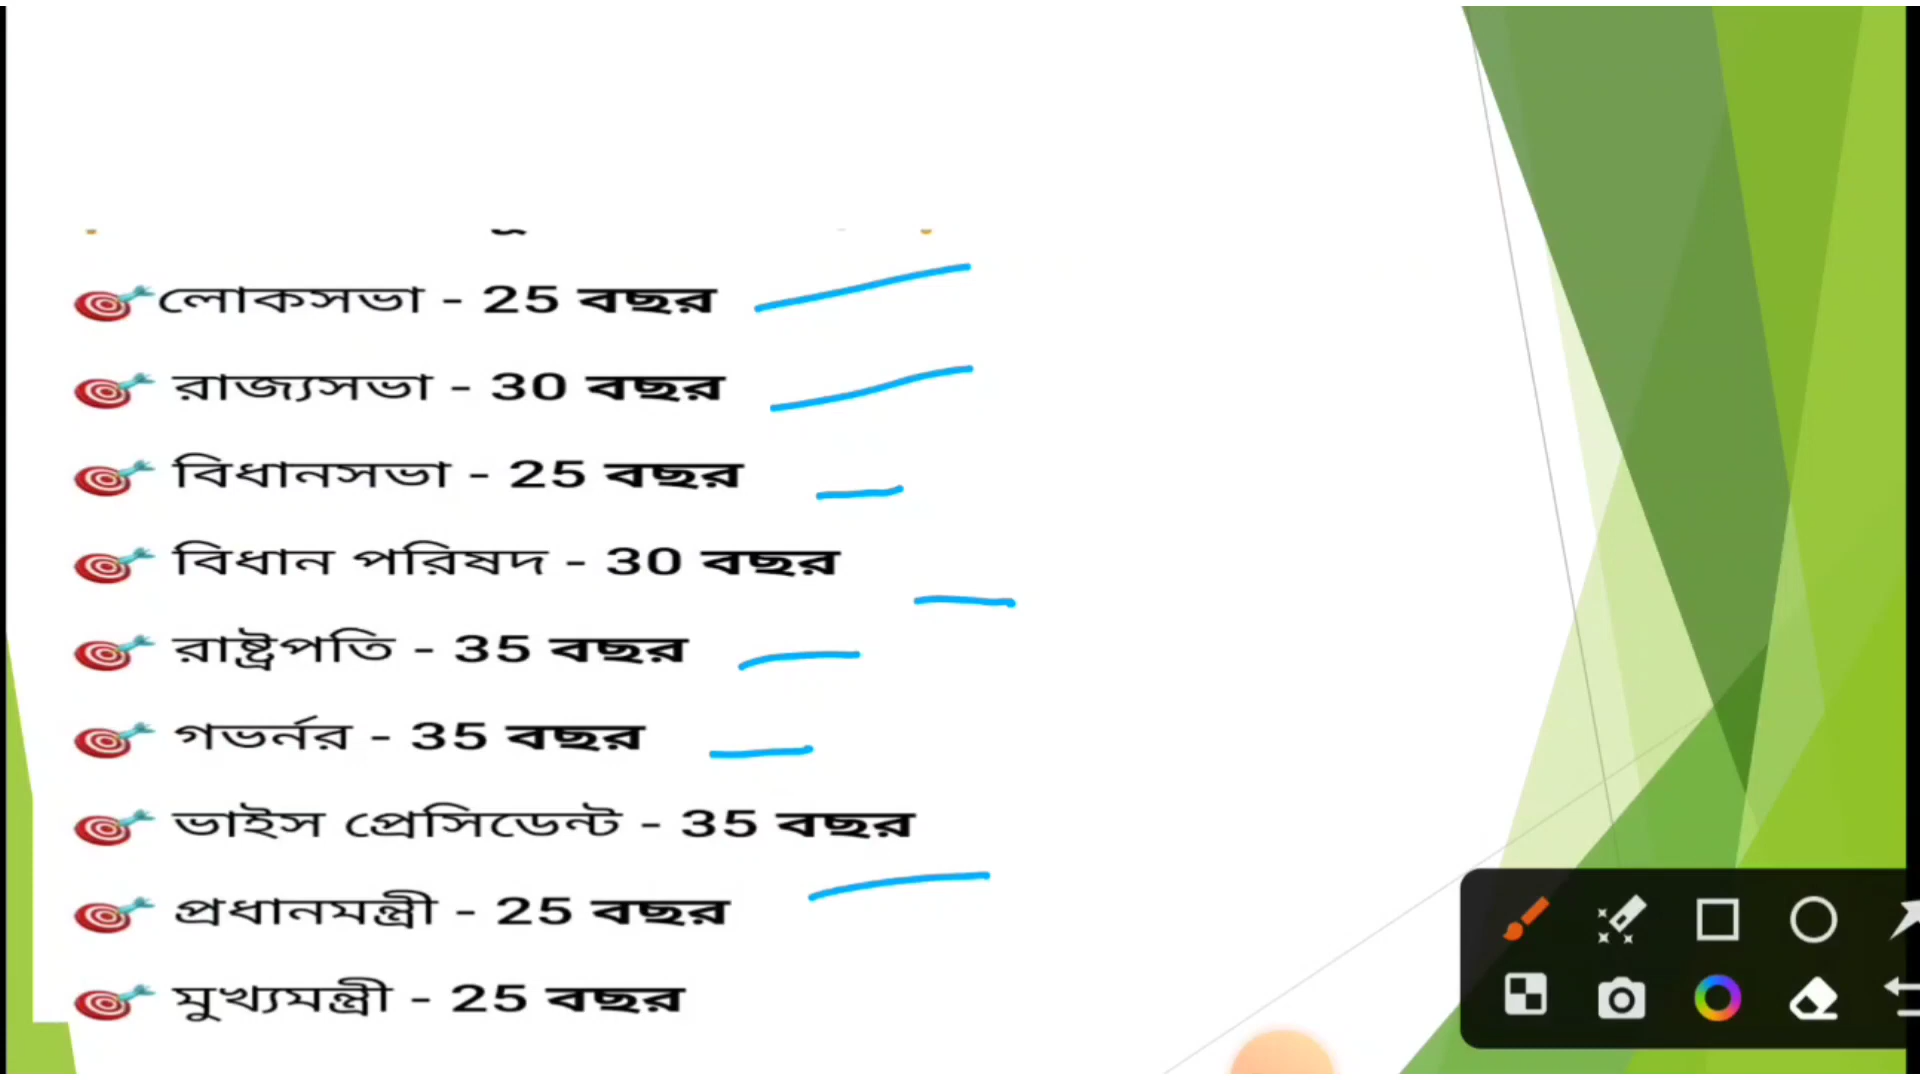 লোকসভা - 25 বছর
রাজ্যসভা - 30 বছর
বিধানসভা - 25 বছর
বিধান পরিষদ - 30 বছর
রাষ্ট্রপতি - 35 বছর
গভর্নর - 35 বছর
ভাইস প্রেসিডেন্ট - 35 বছর
প্রধানমন্ত্রী - 25 বছর
মুখ্যমন্ত্রী - 25 বছর